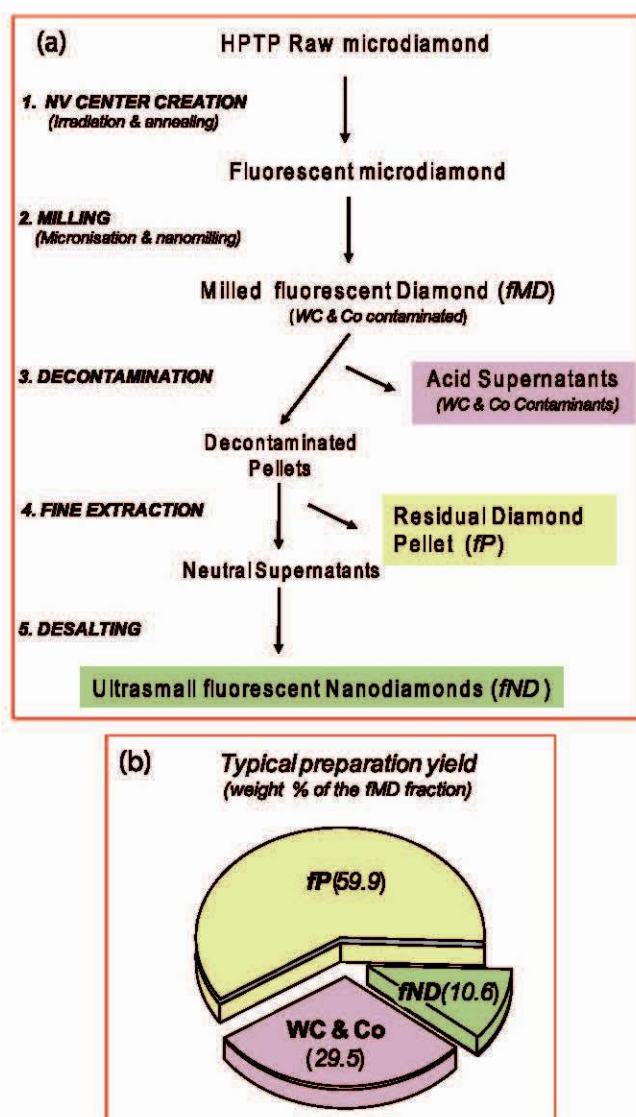 (a)
HPTP Raw microdiamond
1. NV CENTER CREATION
(Irradiation & annealing)
Fluorescent microdiamond
2. MILLING
(Micronisation & nanomilling)
Milled fluorescent Diamond (fMD)
(WC & Co contaminated)
3. DECONTAMINATION
Acid Supernatants
(WC & Co Contaminants)
Decontaminated
Pellets
4. FINE EXTRACTION
Residual Diamond
Pellet (fP)
Neutral Supernatants
5. DESALTING
Ultrasmall fluorescent Nanodiamonds (fND)
(b)
Typical preparation yield
(weight % of the fMD fraction)
fP(59.9)
fND(10.6)
WC & Co
(29.5)